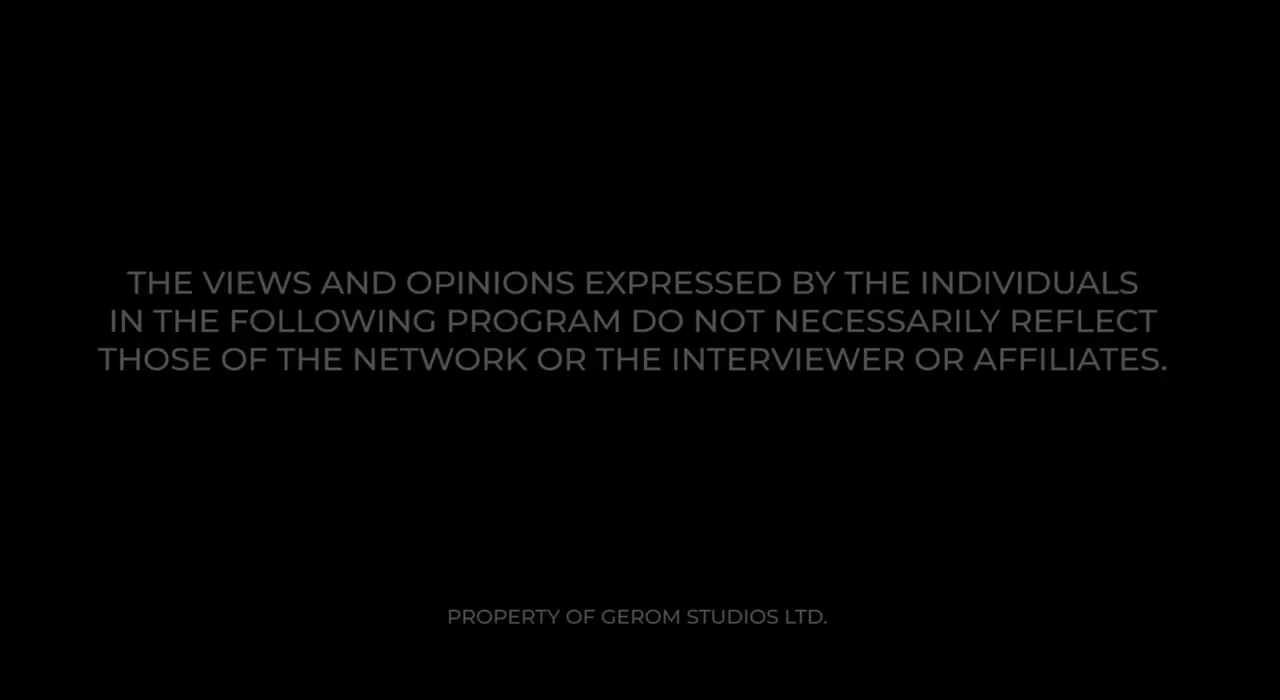 THE VIEWS AND OPINIONS EXPRESSED BY THE INDIVIDUALS
IN THE FOLLOWING PROGRAM DO NOT NECESSARILY REFLECT
THOSE OF THE NETWORK OR THE INTERVIEWER OR AFFILIATES.
PROPERTY OF GEROM STUDIOS LTD.